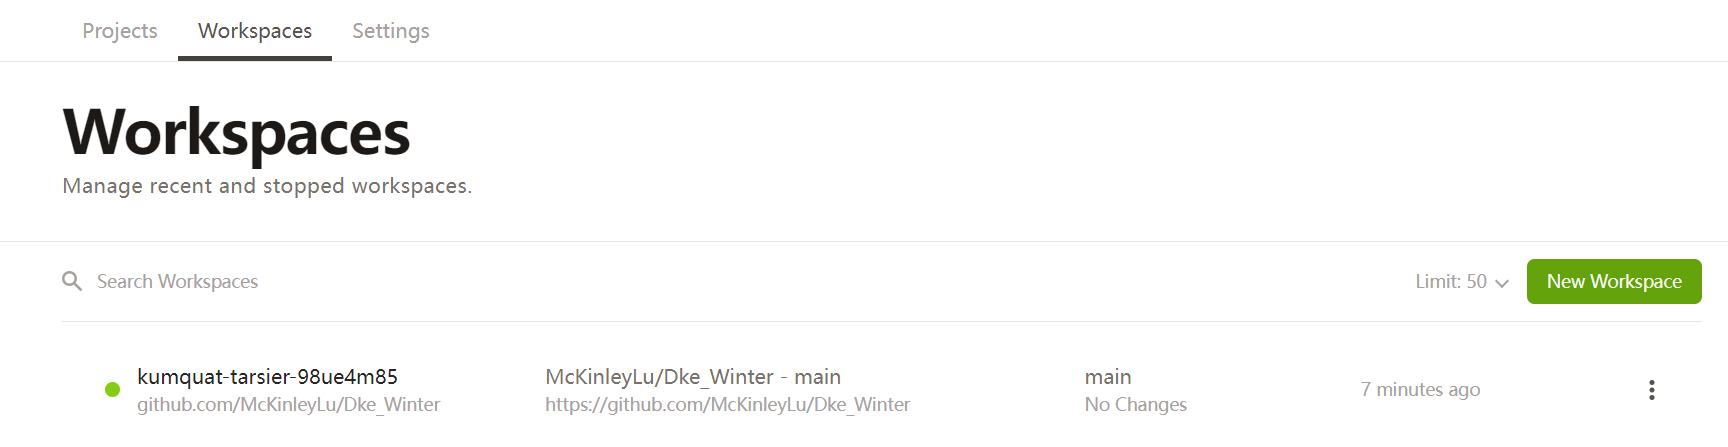 Projects Workspaces Settings
Workspaces
Manage recent and stopped workspaces.
Search Workspaces Limit: 50 New Workspace
kumquat-tarsier-98ue4m85 McKinleyLu/Dke_Winter - main main
7 minutes ago
github.com/McKinleyLu/Dke_Winter https://github.com/McKinleyLu/Dke_Winter No Changes